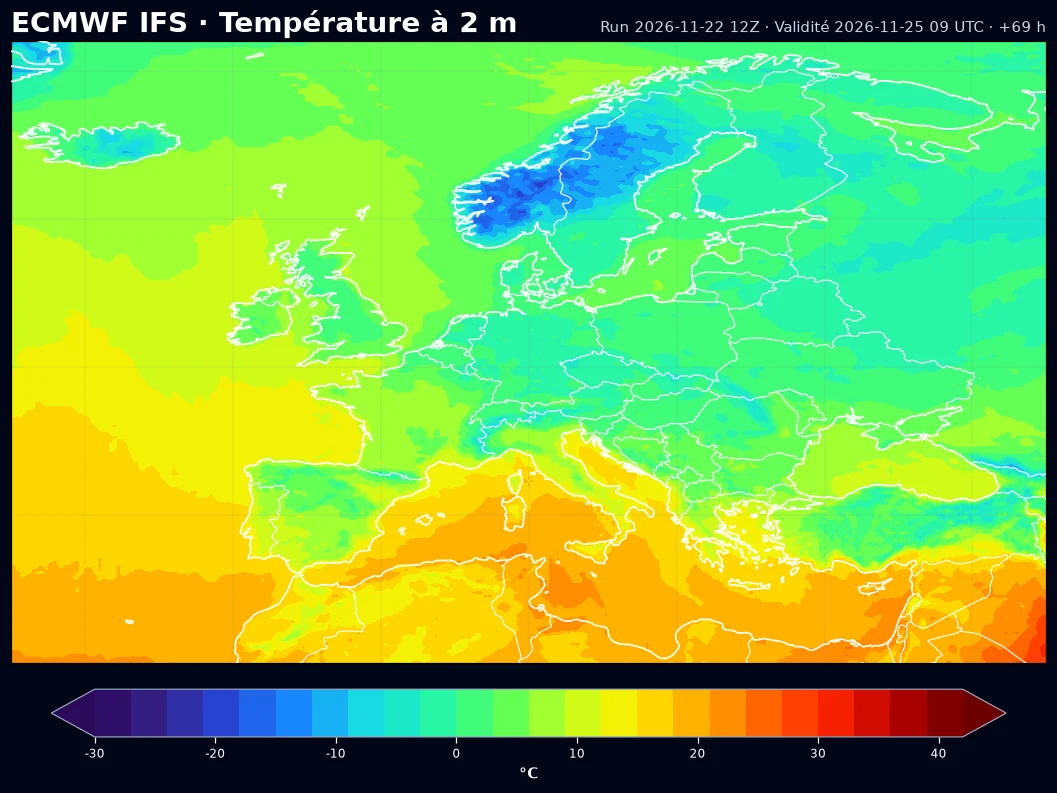 ECMWF IFS · Température à 2 m
Run 2026-11-22 12Z · Validité 2026-11-25 09 UTC · +69 h
-30 -20 -10 0 10 20 30 40
°C